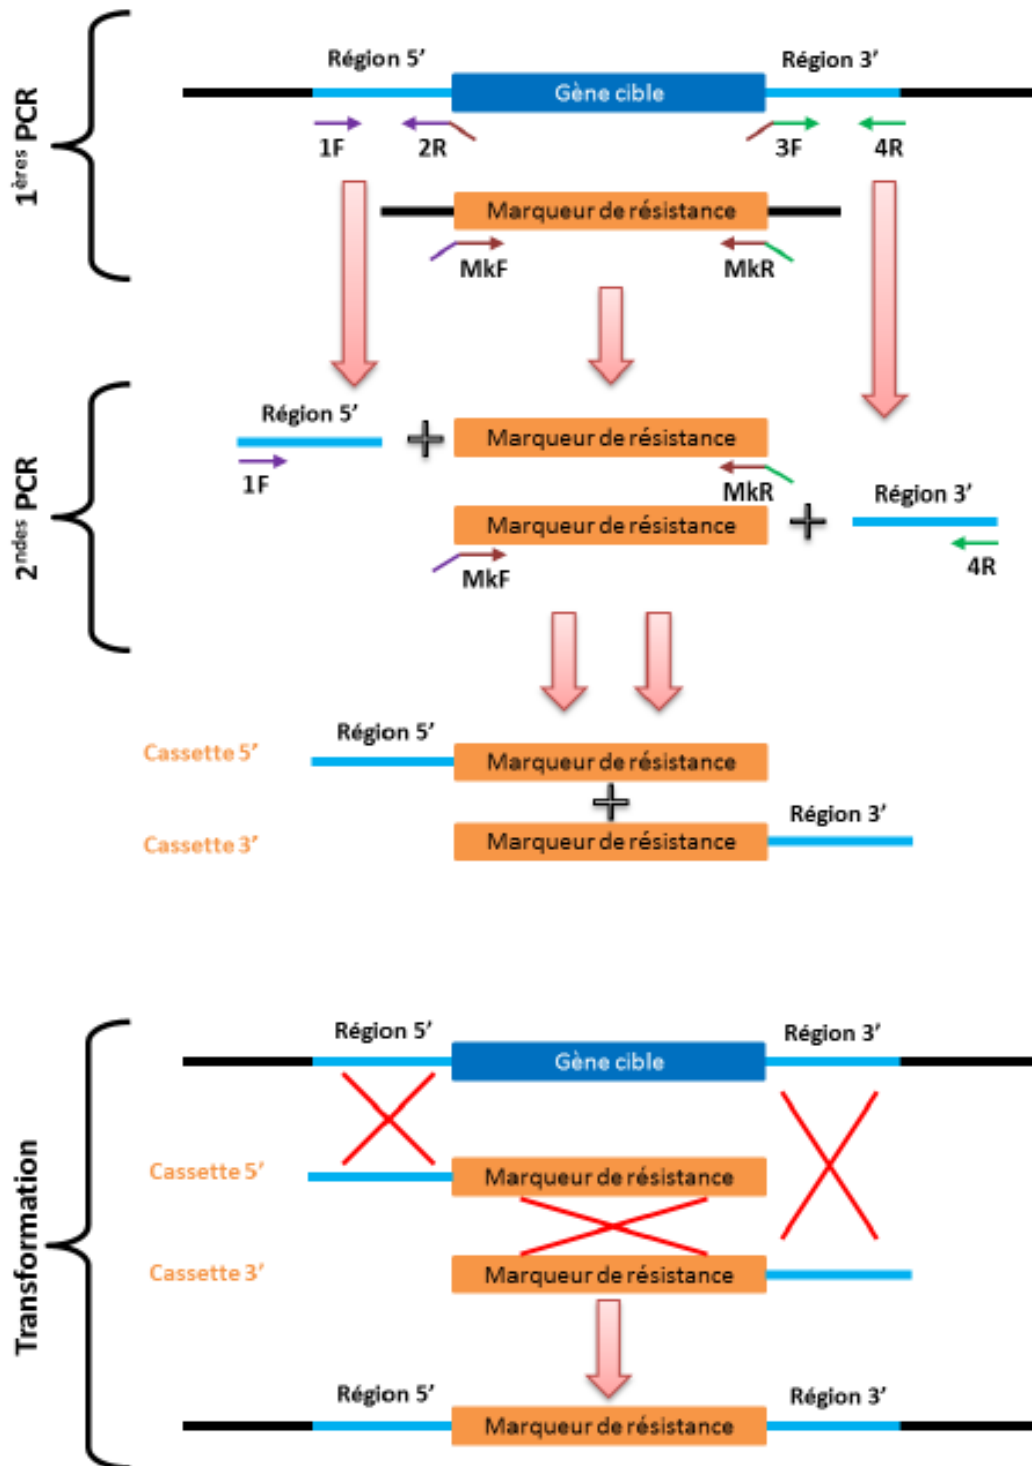 1ères PCR
Région 5'
Région 3'
Gène cible
1F
2R
3F
4R
Marqueur de résistance
MkF
MkR
2ndes PCR
Région 5'
Marqueur de résistance
1F
MkR
Région 3'
Marqueur de résistance
MkF
4R
Cassette 5'
Région 5'
Marqueur de résistance
Cassette 3'
Marqueur de résistance
Région 3'
Transformation
Région 5'
Région 3'
Gène cible
Cassette 5'
Marqueur de résistance
Cassette 3'
Marqueur de résistance
Région 5'
Région 3'
Marqueur de résistance